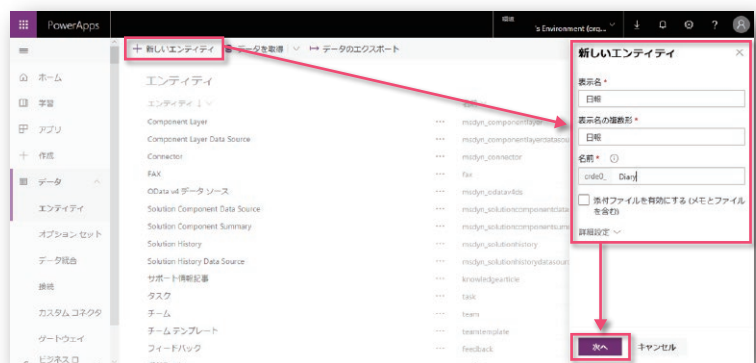 PowerApps
環境
's Environment (org...
?
+ 新しいエンティティ
データを取得
データのエクスポート
ホーム
学習
アプリ
作成
データ
エンティティ
オプション セット
データ統合
接続
カスタム コネクタ
ゲートウェイ
エンティティ
エンティティ ↓
Component Layer ... msdyn_componentlayer
Component Layer Data Source ... msdyn_componentlayerdatasou
Connector ... msdyn_connector
FAX ... fax
OData v4 データ ソース ... msdyn_odatav4ds
Solution Component Data Source ... msdyn_solutioncomponentdata
Solution Component Summary ... msdyn_solutioncomponentsum
Solution History ... msdyn_solutionhistory
Solution History Data Source ... msdyn_solutionhistorydatasour
サポート情報記事 ... knowledgearticle
タスク ... task
チーム ... team
チーム テンプレート ... teamtemplate
フィードバック ... feedback
新しいエンティティ
表示名 *
日報
表示名の複数形 *
日報
名前 *
crde0_ Diary
添付ファイルを有効にする (メモとファイル
を含む)
詳細設定
次へ
キャンセル